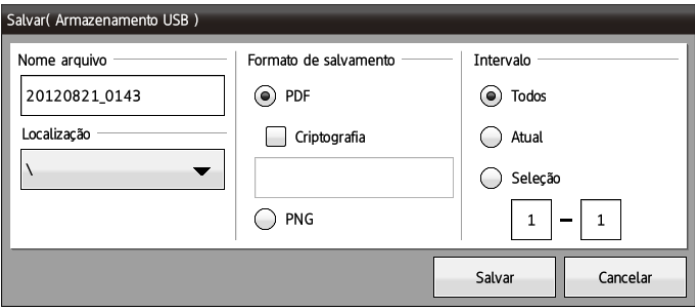 Salvar( Armazenamento USB )
Nome arquivo
20120821_0143
Localização
\
Formato de salvamento
PDF
Criptografia
PNG
Intervalo
Todos
Atual
Seleção
1 – 1
Salvar
Cancelar